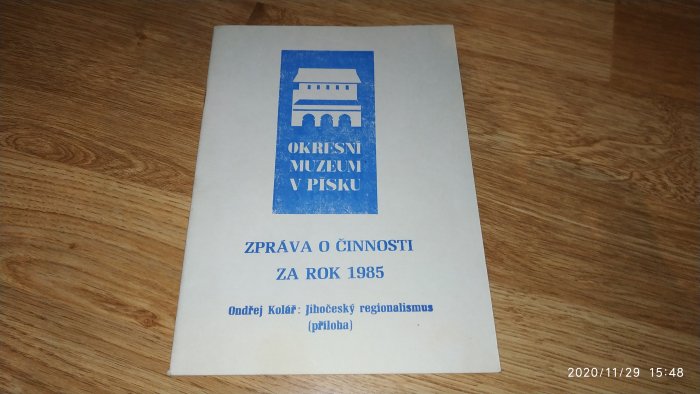 OKRESNÍ
MUZEUM
V PÍSKU
ZPRÁVA O ČINNOSTI
ZA ROK 1985
Ondřej Kolář: Jihočeský regionalismus
(příloha)
2020/11/29 15:48